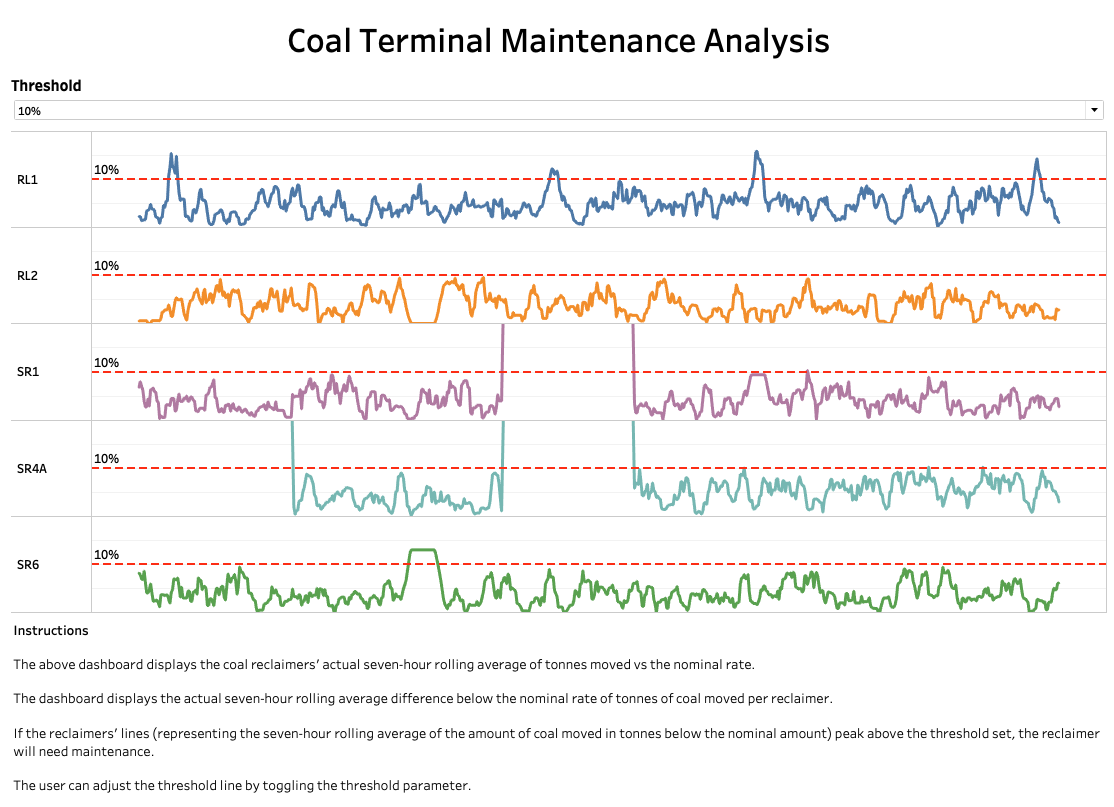 Coal Terminal Maintenance Analysis
Threshold
10%
10%
RL1
10%
RL2
10%
SR1
10%
SR4A
10%
SR6
Instructions
The above dashboard displays the coal reclaimers’ actual seven-hour rolling average of tonnes moved vs the nominal rate.
The dashboard displays the actual seven-hour rolling average difference below the nominal rate of tonnes of coal moved per reclaimer.
If the reclaimers’ lines (representing the seven-hour rolling average of the amount of coal moved in tonnes below the nominal amount) peak above the threshold set, the reclaimer
will need maintenance.
The user can adjust the threshold line by toggling the threshold parameter.